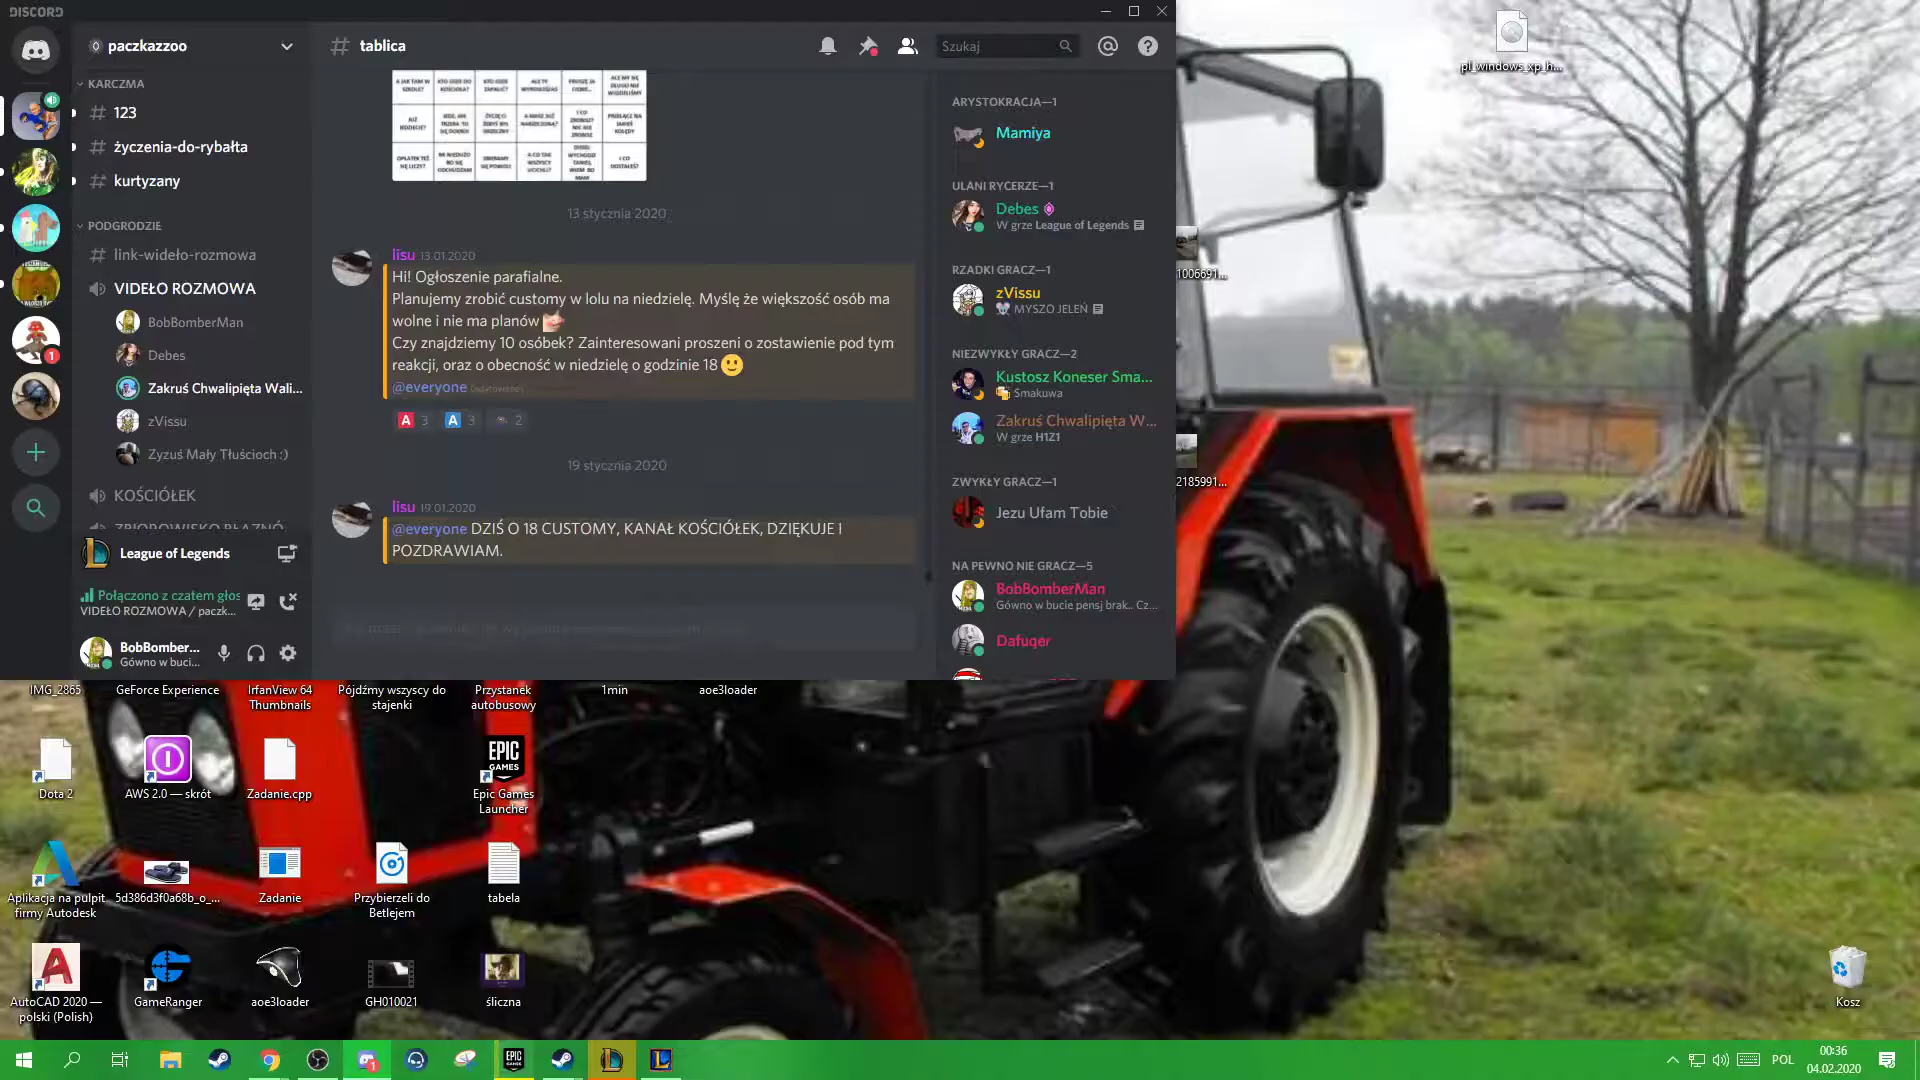 DISCORD
paczkazzoo
tablica
Szukaj
KARCZMA
123
życzenia-do-rybałta
kurtyzany
PODGRODZIE
link-wideło-rozmowa
VIDEŁO ROZMOWA
BobBomberMan
Debes
Zakruś Chwalipięta Wali...
zVissu
Zyzuś Mały Tłuścioch :)
KOŚCIÓŁEK
League of Legends
Połączono z czatem głos
VIDEŁO ROZMOWA / paczk...
BobBomber...
Gówno w buci...
13 stycznia 2020
lisu 13.01.2020
Hi! Ogłoszenie parafialne.
Planujemy zrobić customy w lolu na niedzielę. Myślę że większość osób ma
wolne i nie ma planów
Czy znajdziemy 10 osóbek? Zainteresowani proszeni o zostawienie pod tym
reakcji, oraz o obecność w niedzielę o godzinie 18
@everyone
A 3 A 3 2
19 stycznia 2020
lisu 19.01.2020
@everyone DZIŚ O 18 CUSTOMY, KANAŁ KOŚCIÓŁEK, DZIĘKUJE I
POZDRAWIAM.
ARYSTOKRACJA—1
Mamiya
ULANI RYCERZE—1
Debes
W grze League of Legends
RZADKI GRACZ—1
zVissu
MYSZO JELEŃ
NIEZWYKŁY GRACZ—2
Kustosz Koneser Sma...
Smakuwa
Zakruś Chwalipięta W...
W grze H1Z1
ZWYKŁY GRACZ—1
Jezu Ufam Tobie
NA PEWNO NIE GRACZ—5
BobBomberMan
Gówno w bucie pensj brak.. Cz...
Dafuqer
pl_windows_xp_h...
1006691...
2185991...
IMG_2865
GeForce Experience
IrfanView 64
Thumbnails
Pójdźmy wszyscy do
stajenki
Przystanek
autobusowy
1min
aoe3loader
Dota 2
AWS 2.0 — skrót
Zadanie.cpp
EPIC
GAMES
Epic Games
Launcher
Aplikacja na pulpit
firmy Autodesk
5d386d3f0a68b_o_...
Zadanie
Przybierzeli do
Betlejem
tabela
AutoCAD 2020 —
polski (Polish)
GameRanger
aoe3loader
GH010021
śliczna
Kosz
POL
00:36
04.02.2020